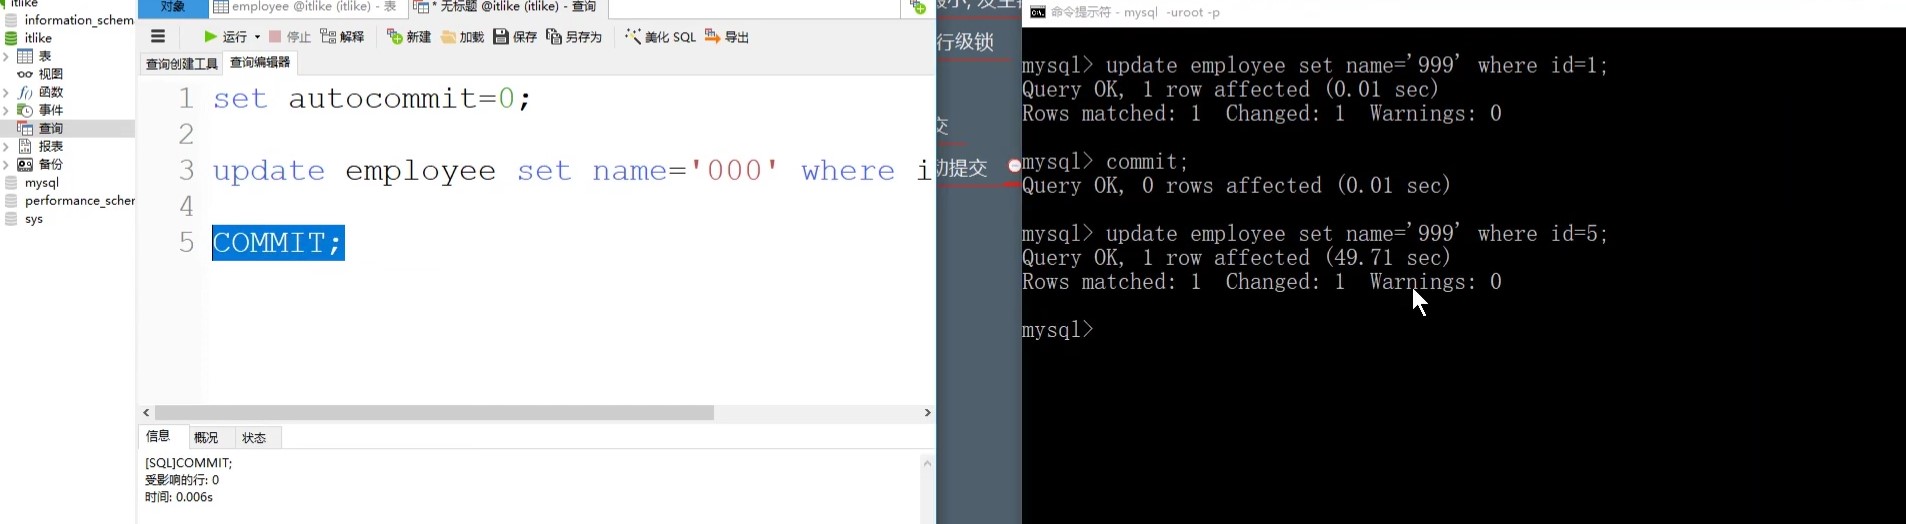 itlike
information_schem
itlike
表
视图
函数
事件
查询
报表
备份
mysql
performance_scher
sys
对象
employee @itlike (itlike) - 表
* 无标题 @itlike (itlike) - 查询
运行
停止
解释
新建
加载
保存
另存为
美化 SQL
导出
查询创建工具
查询编辑器
1 set autocommit=0;
2
3 update employee set name='000' where i
4
5 COMMIT;
信息
概况
状态
[SQL]COMMIT;
受影响的行: 0
时间: 0.006s
行级锁
交
动提交
命令提示符 - mysql -uroot -p
mysql> update employee set name='999' where id=1;
Query OK, 1 row affected (0.01 sec)
Rows matched: 1 Changed: 1 Warnings: 0
mysql> commit;
Query OK, 0 rows affected (0.01 sec)
mysql> update employee set name='999' where id=5;
Query OK, 1 row affected (49.71 sec)
Rows matched: 1 Changed: 1 Warnings: 0
mysql>